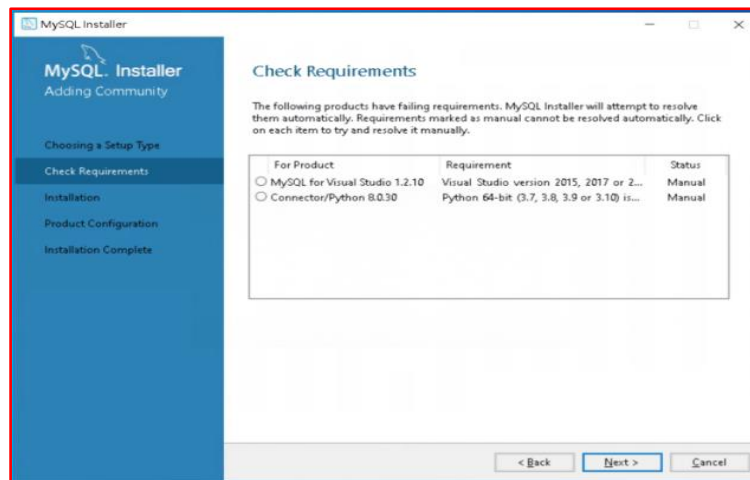 MySQL Installer
MySQL. Installer
Adding Community
Choosing a Setup Type
Check Requirements
Installation
Product Configuration
Installation Complete
Check Requirements
The following products have failing requirements. MySQL Installer will attempt to resolve
them automatically. Requirements marked as manual cannot be resolved automatically. Click
on each item to try and resolve it manually.
For Product Requirement Status
MySQL for Visual Studio 1.2.10 Visual Studio version 2015, 2017 or 2... Manual
Connector/Python 8.0.30 Python 64-bit (3.7, 3.8, 3.9 or 3.10) is... Manual
< Back Next > Cancel